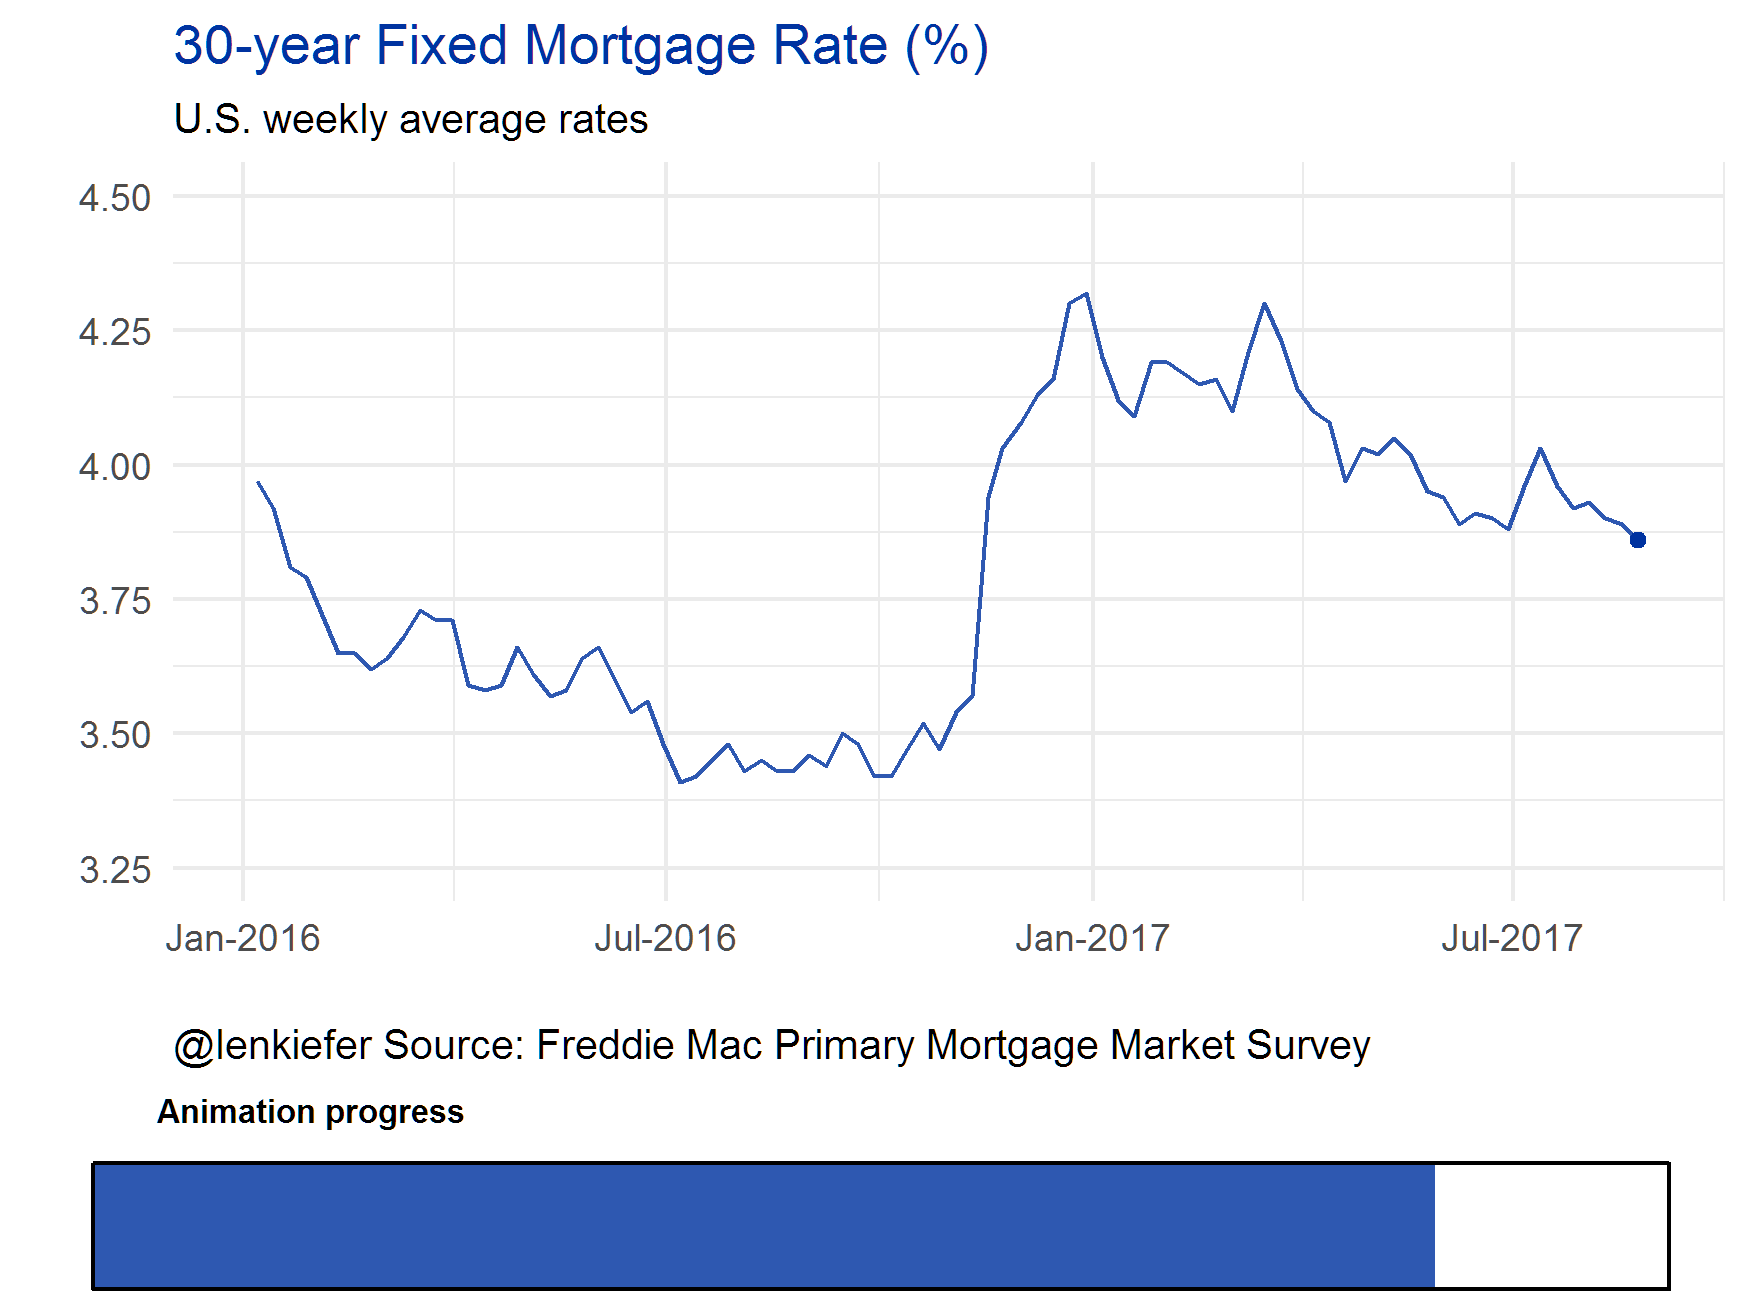 30-year Fixed Mortgage Rate (%)
U.S. weekly average rates
4.50
4.25
4.00
3.75
3.50
3.25
Jan-2016 Jul-2016 Jan-2017 Jul-2017
@lenkiefer Source: Freddie Mac Primary Mortgage Market Survey
Animation progress